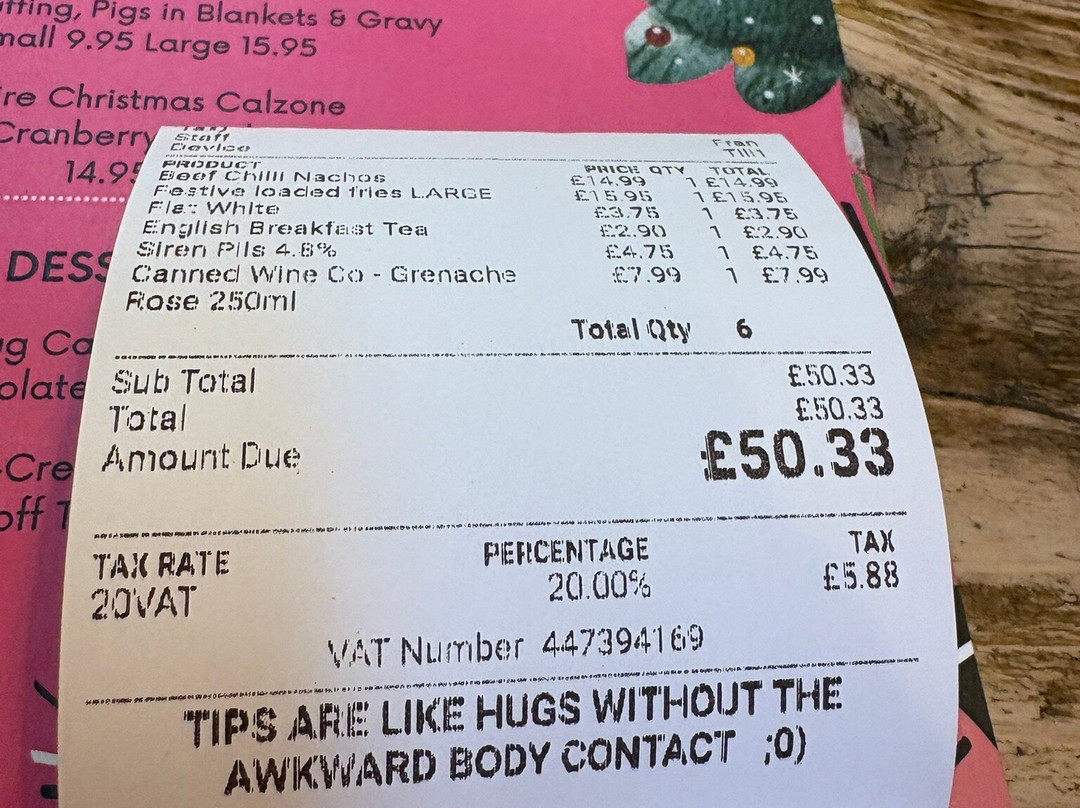 Pigs in Blankets & Gravy
9.95 Large 15.95
Christmas Calzone
Cranberry
14.95
DESS
Staff Fran
Device Till1
PRODUCT PRICE QTY TOTAL
Beef Chilli Nachos £14.99 1 £14.99
Festive loaded fries LARGE £15.95 1 £15.95
Flat White £3.75 1 £3.75
English Breakfast Tea £2.90 1 £2.90
Siren Pils 4.8% £4.75 1 £4.75
Canned Wine Co - Grenache £7.99 1 £7.99
Rose 250ml
Total Qty 6
Sub Total £50.33
Total £50.33
Amount Due £50.33
TAX RATE PERCENTAGE TAX
20VAT 20.00% £5.88
VAT Number 447394169
TIPS ARE LIKE HUGS WITHOUT THE
AWKWARD BODY CONTACT ;0)